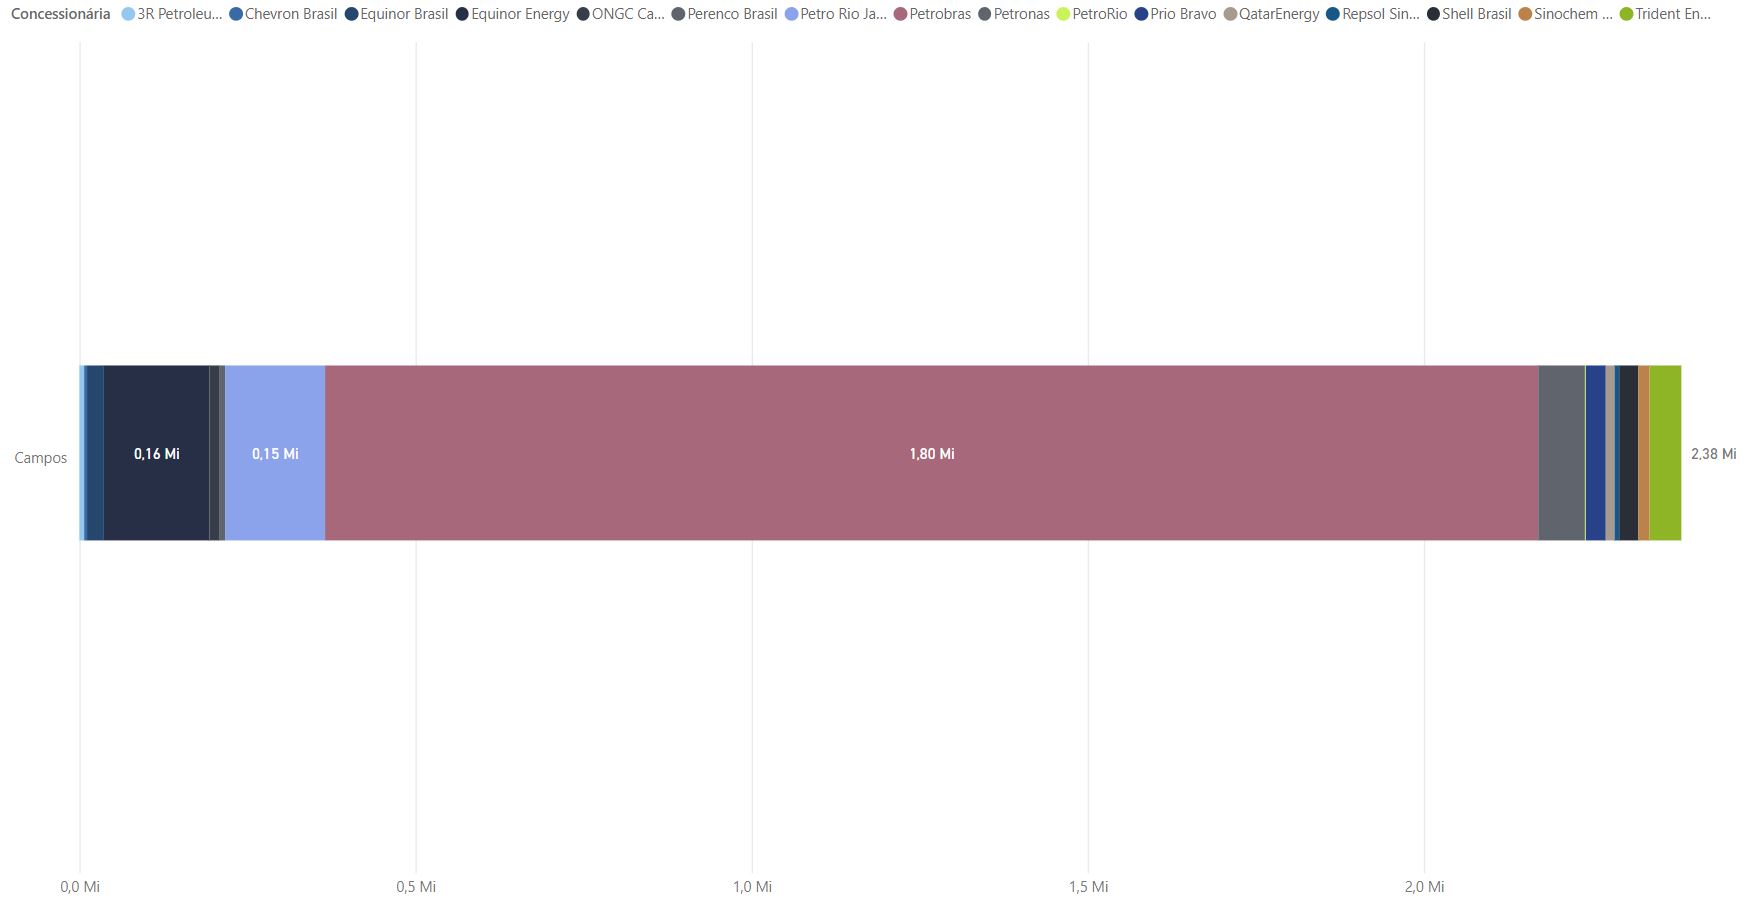 Concessionária 3R Petroleu... Chevron Brasil Equinor Brasil Equinor Energy ONGC Ca... Perenco Brasil Petro Rio Ja... Petrobras Petronas PetroRio Prio Bravo QatarEnergy Repsol Sin... Shell Brasil Sinochem ... Trident En...
Campos 0,16 Mi 0,15 Mi 1,80 Mi 2,38 Mi
0,0 Mi 0,5 Mi 1,0 Mi 1,5 Mi 2,0 Mi